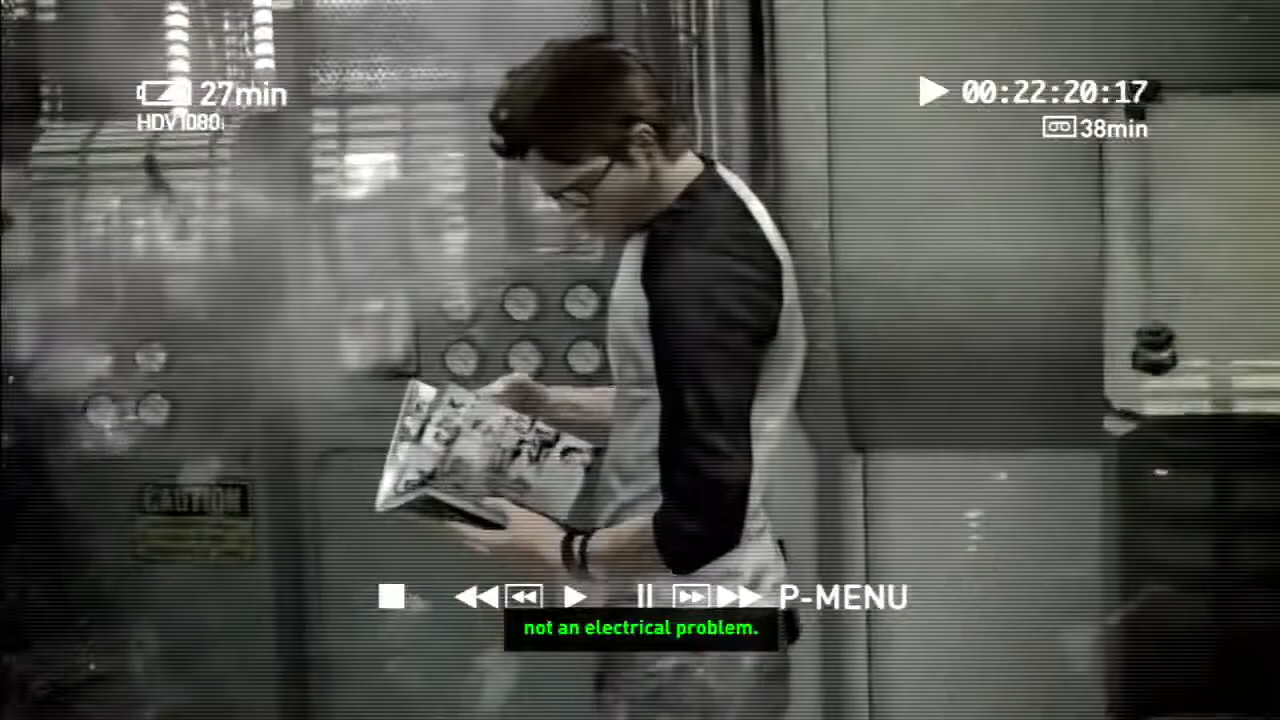 27min
HDV1080i
00:22:20:17
38min
CAUTION
P-MENU
not an electrical problem.